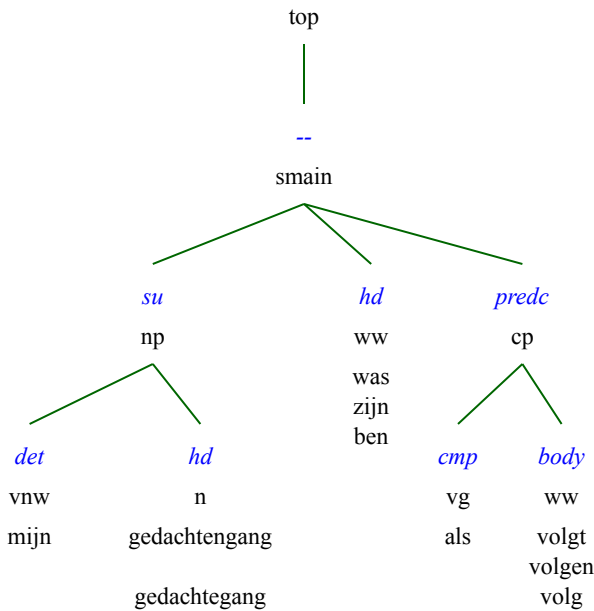 top
--
smain
su hd predc
np ww cp
was
zijn
ben
det hd cmp body
vnw n vg ww
mijn gedachtengang als volgt
volgen
gedachtegang volg